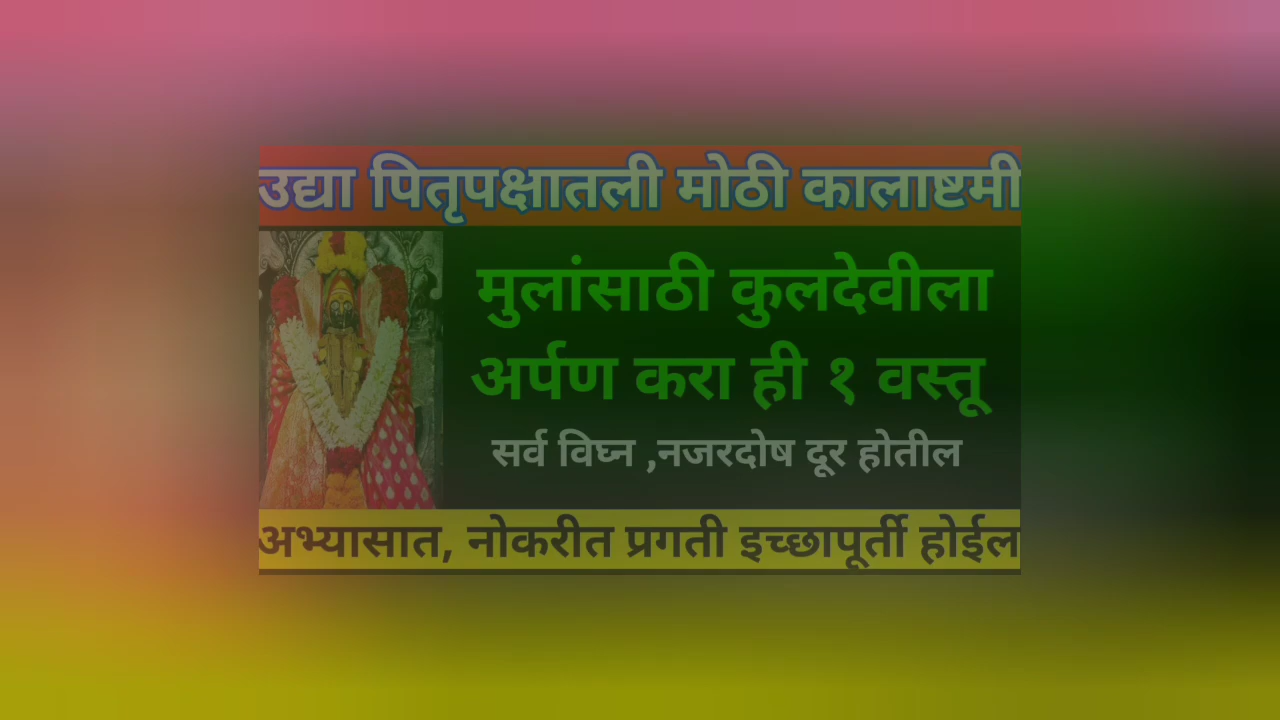 उद्या पितृपक्षातली मोठी कालाष्टमी
मुलांसाठी कुलदेवीला
अर्पण करा ही १ वस्तू
सर्व विघ्न ,नजरदोष दूर होतील
अभ्यासात, नोकरीत प्रगती इच्छापूर्ती होईल